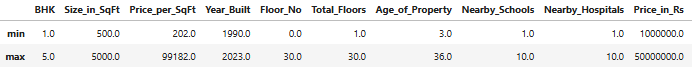 BHK Size_in_SqFt Price_per_SqFt Year_Built Floor_No Total_Floors Age_of_Property Nearby_Schools Nearby_Hospitals Price_in_Rs
min 1.0 500.0 202.0 1990.0 0.0 1.0 3.0 1.0 1.0 1000000.0
max 5.0 5000.0 99182.0 2023.0 30.0 30.0 36.0 10.0 10.0 50000000.0